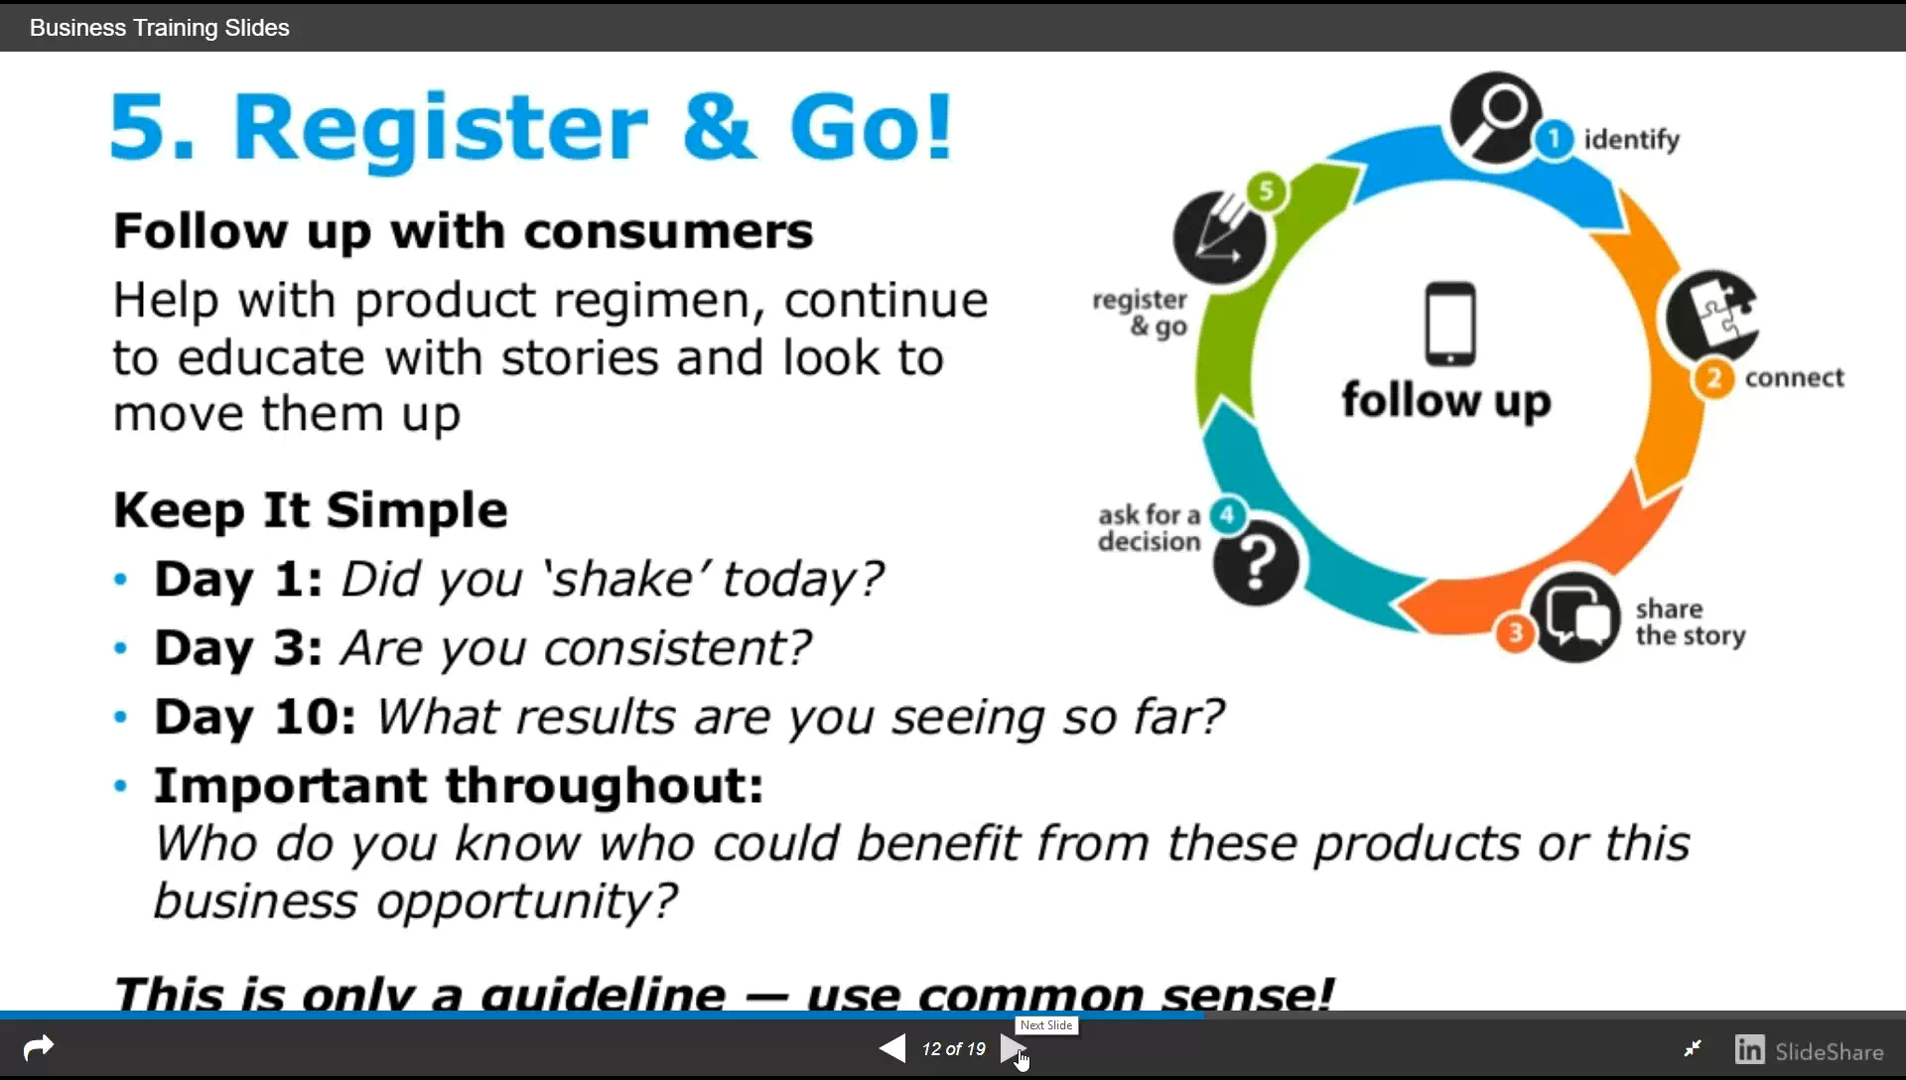 Business Training Slides
5. Register & Go!
Follow up with consumers
Help with product regimen, continue
to educate with stories and look to
move them up
Keep It Simple
• Day 1: Did you ‘shake’ today?
• Day 3: Are you consistent?
• Day 10: What results are you seeing so far?
• Important throughout:
Who do you know who could benefit from these products or this
business opportunity?
This is only a guideline — use common sense!
1 identify
2 connect
3 share
the story
4 ask for a
decision
5 register
& go
follow up
Next Slide
12 of 19
in SlideShare